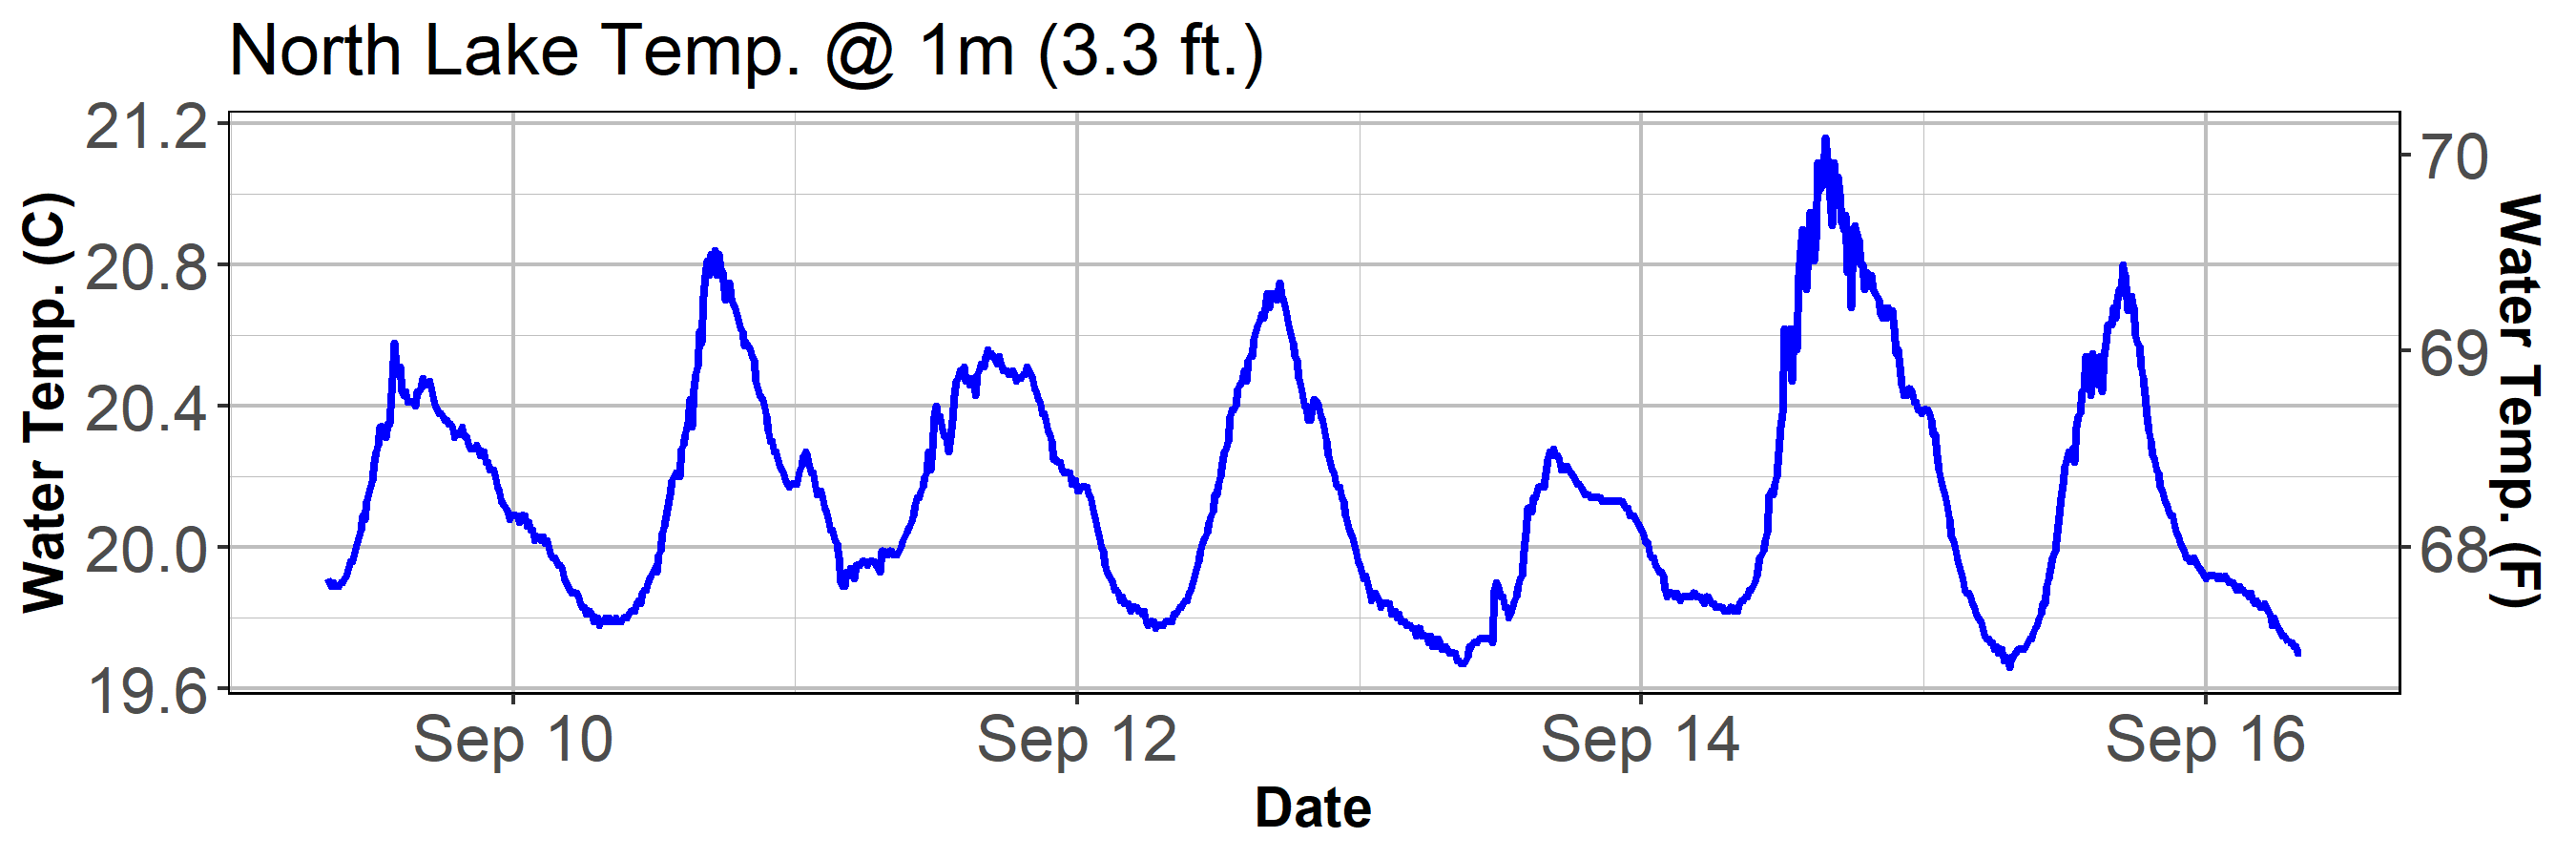 North Lake Temp. @ 1m (3.3 ft.)
Water Temp. (C)
21.2
20.8
20.4
20.0
19.6
70
69
68
Water Temp. (F)
Sep 10 Sep 12 Sep 14 Sep 16
Date